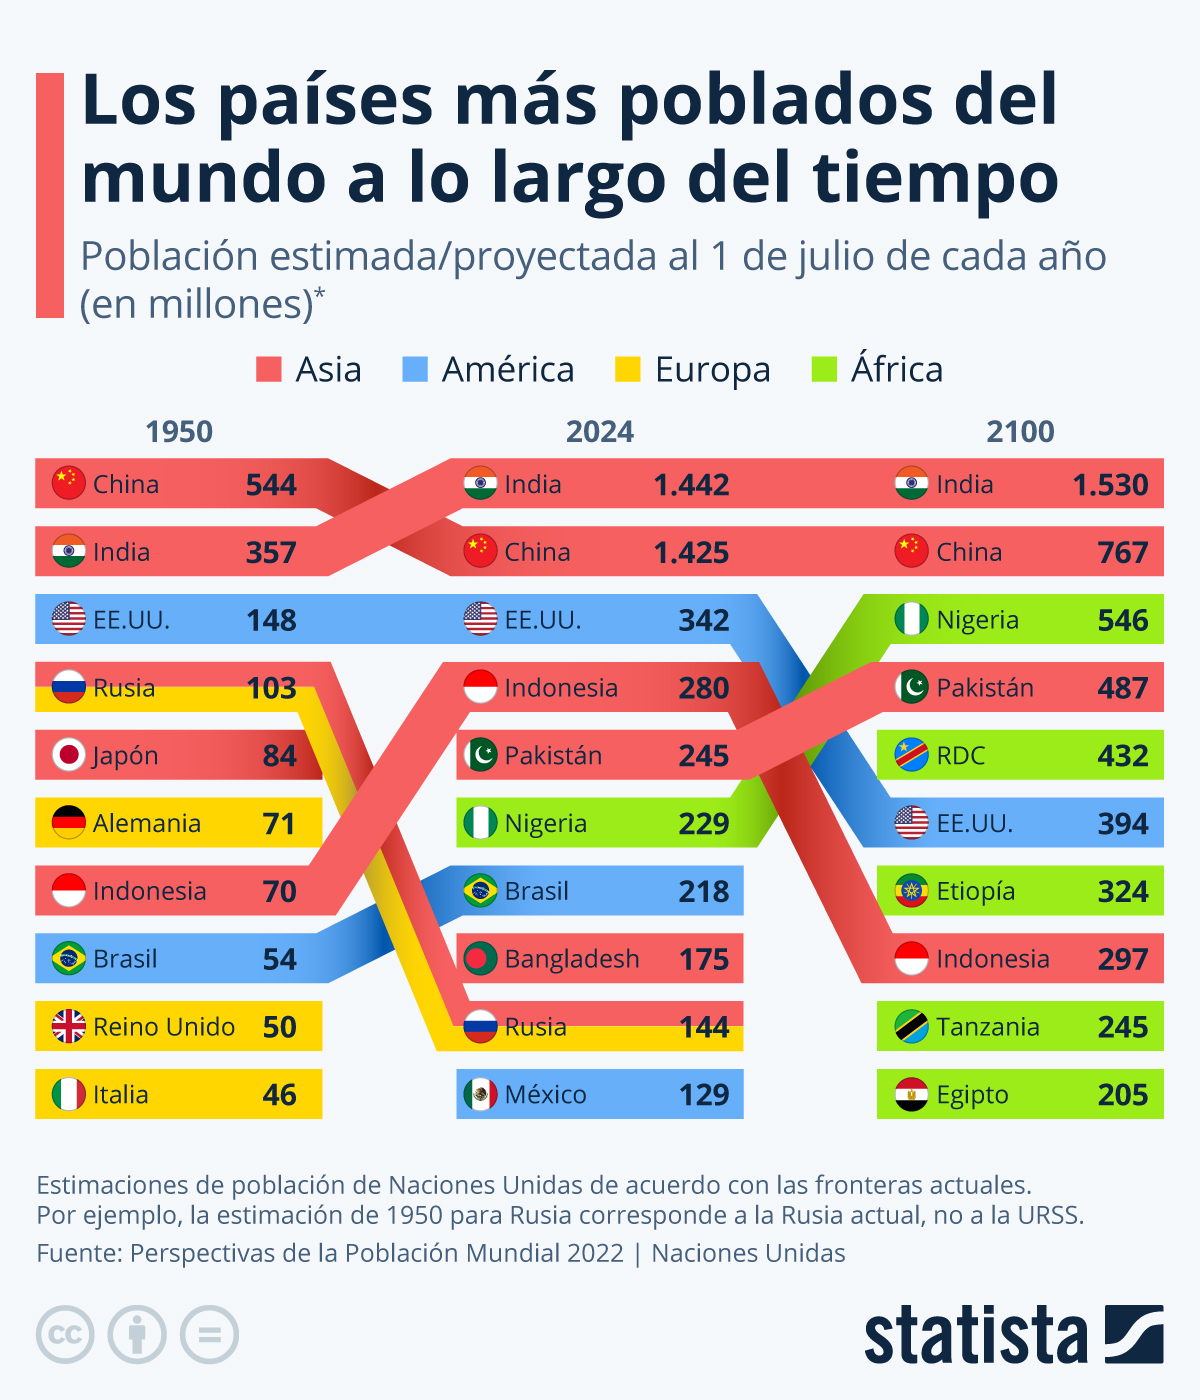 Los países más poblados del
mundo a lo largo del tiempo
Población estimada/proyectada al 1 de julio de cada año
(en millones)*
Asia América Europa África
1950 2024 2100
China 544 India 1.442 India 1.530
India 357 China 1.425 China 767
EE.UU. 148 EE.UU. 342 Nigeria 546
Rusia 103 Indonesia 280 Pakistán 487
Japón 84 Pakistán 245 RDC 432
Alemania 71 Nigeria 229 EE.UU. 394
Indonesia 70 Brasil 218 Etiopía 324
Brasil 54 Bangladesh 175 Indonesia 297
Reino Unido 50 Rusia 144 Tanzania 245
Italia 46 México 129 Egipto 205
Estimaciones de población de Naciones Unidas de acuerdo con las fronteras actuales.
Por ejemplo, la estimación de 1950 para Rusia corresponde a la Rusia actual, no a la URSS.
Fuente: Perspectivas de la Población Mundial 2022 | Naciones Unidas
cc = statista